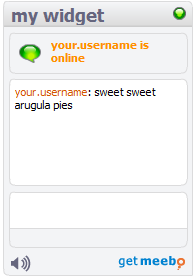 my widget
your.username is
online
your.username: sweet sweet
arugula pies
get meebo